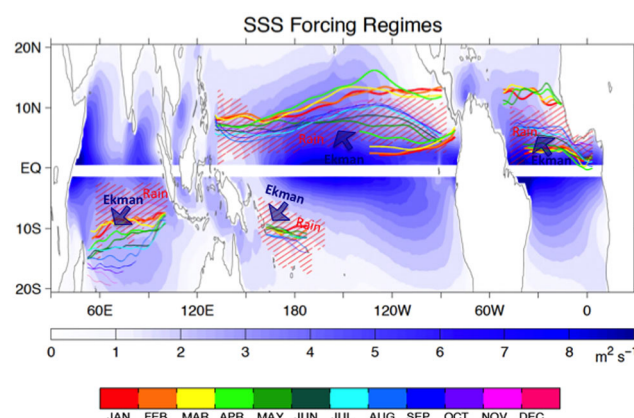 SSS Forcing Regimes
20N
10N
EQ
10S
20S
Rain
Ekman
Rain
Ekman
Rain
Ekman
Ekman
Rain
60E 120E 180 120W 60W 0
0 1 2 3 4 5 6 7 8 m² s⁻¹
JAN FEB MAR APR MAY JUN JUL AUG SEP OCT NOV DEC